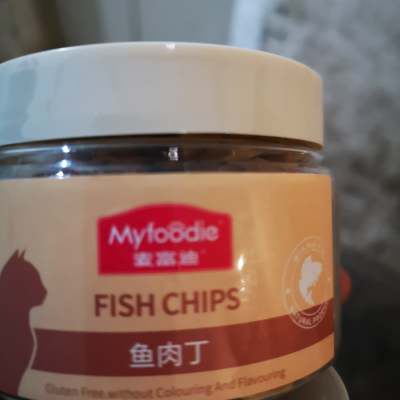 Myfoodie
麦富迪
FISH CHIPS
鱼肉丁
Gluten Free.without Colouring And Flavouring